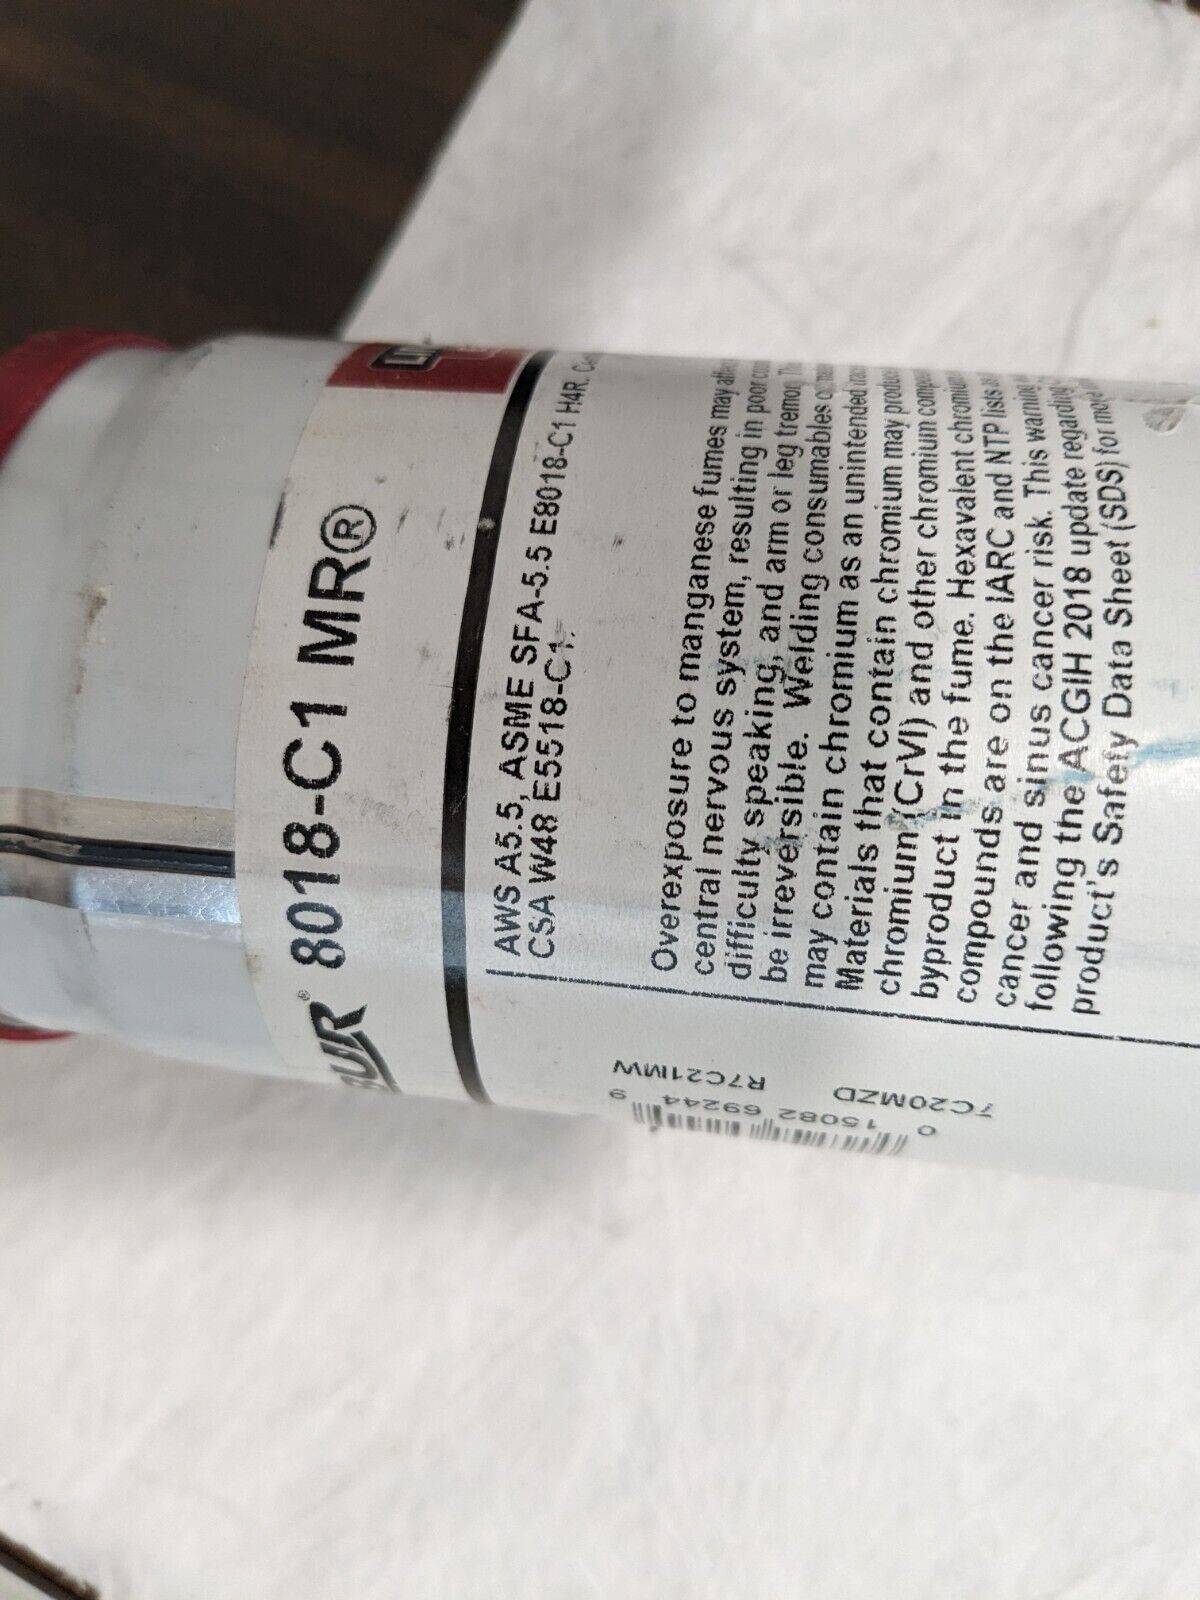 BUR® 8018-C1 MR®
AWS A5.5, ASME SFA-5.5 E8018-C1 H4R.
CSA W48 E5518-C1.
Overexposure to manganese fumes may
central nervous system, resulting in poor
difficulty speaking, and arm or leg tremor.
be irreversible. Welding consumables
may contain chromium as an unintended
Materials that contain chromium may
chromium (CrVI) and other chromium
byproduct in the fume. Hexavalent
compounds are on the IARC and NTP lists
cancer and sinus cancer risk. This warning
following the ACGIH 2018 update regarding
product's Safety Data Sheet (SDS) for
0 15082 69244 9
7C20MZD R7C21MW